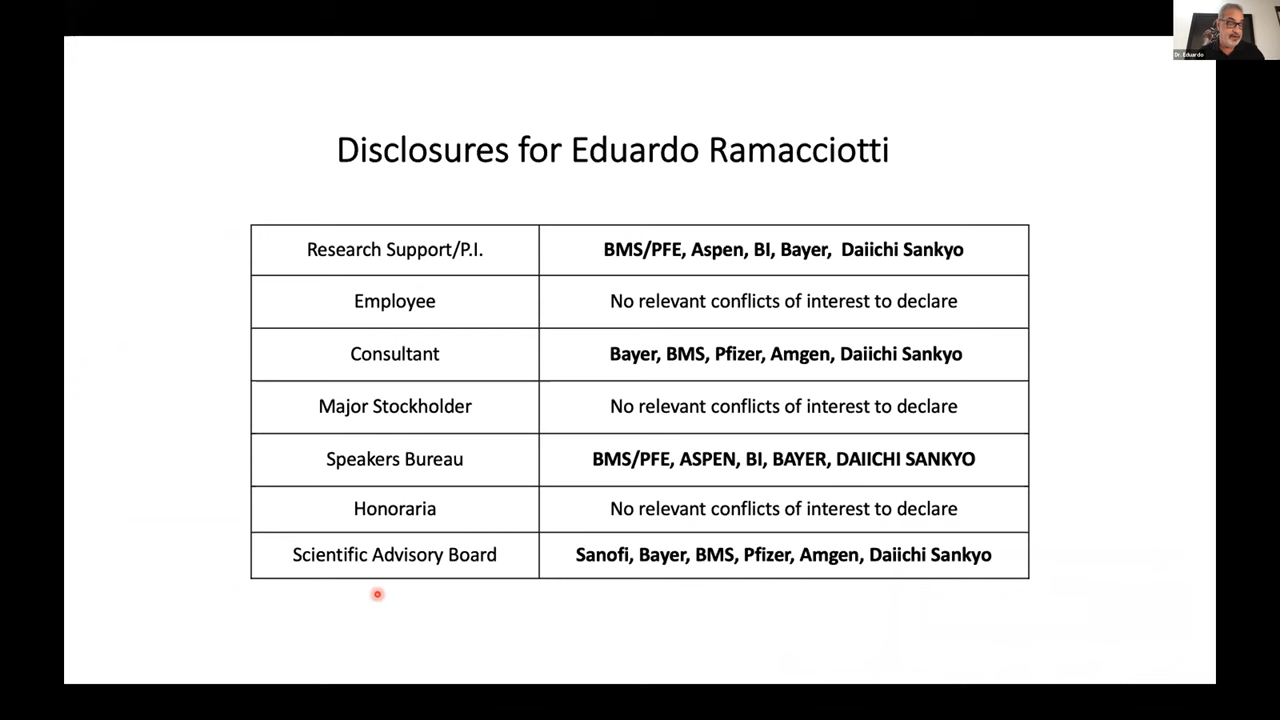 Dr. Eduardo
Disclosures for Eduardo Ramacciotti
Research Support/P.I. BMS/PFE, Aspen, BI, Bayer, Daiichi Sankyo
Employee No relevant conflicts of interest to declare
Consultant Bayer, BMS, Pfizer, Amgen, Daiichi Sankyo
Major Stockholder No relevant conflicts of interest to declare
Speakers Bureau BMS/PFE, ASPEN, BI, BAYER, DAIICHI SANKYO
Honoraria No relevant conflicts of interest to declare
Scientific Advisory Board Sanofi, Bayer, BMS, Pfizer, Amgen, Daiichi Sankyo